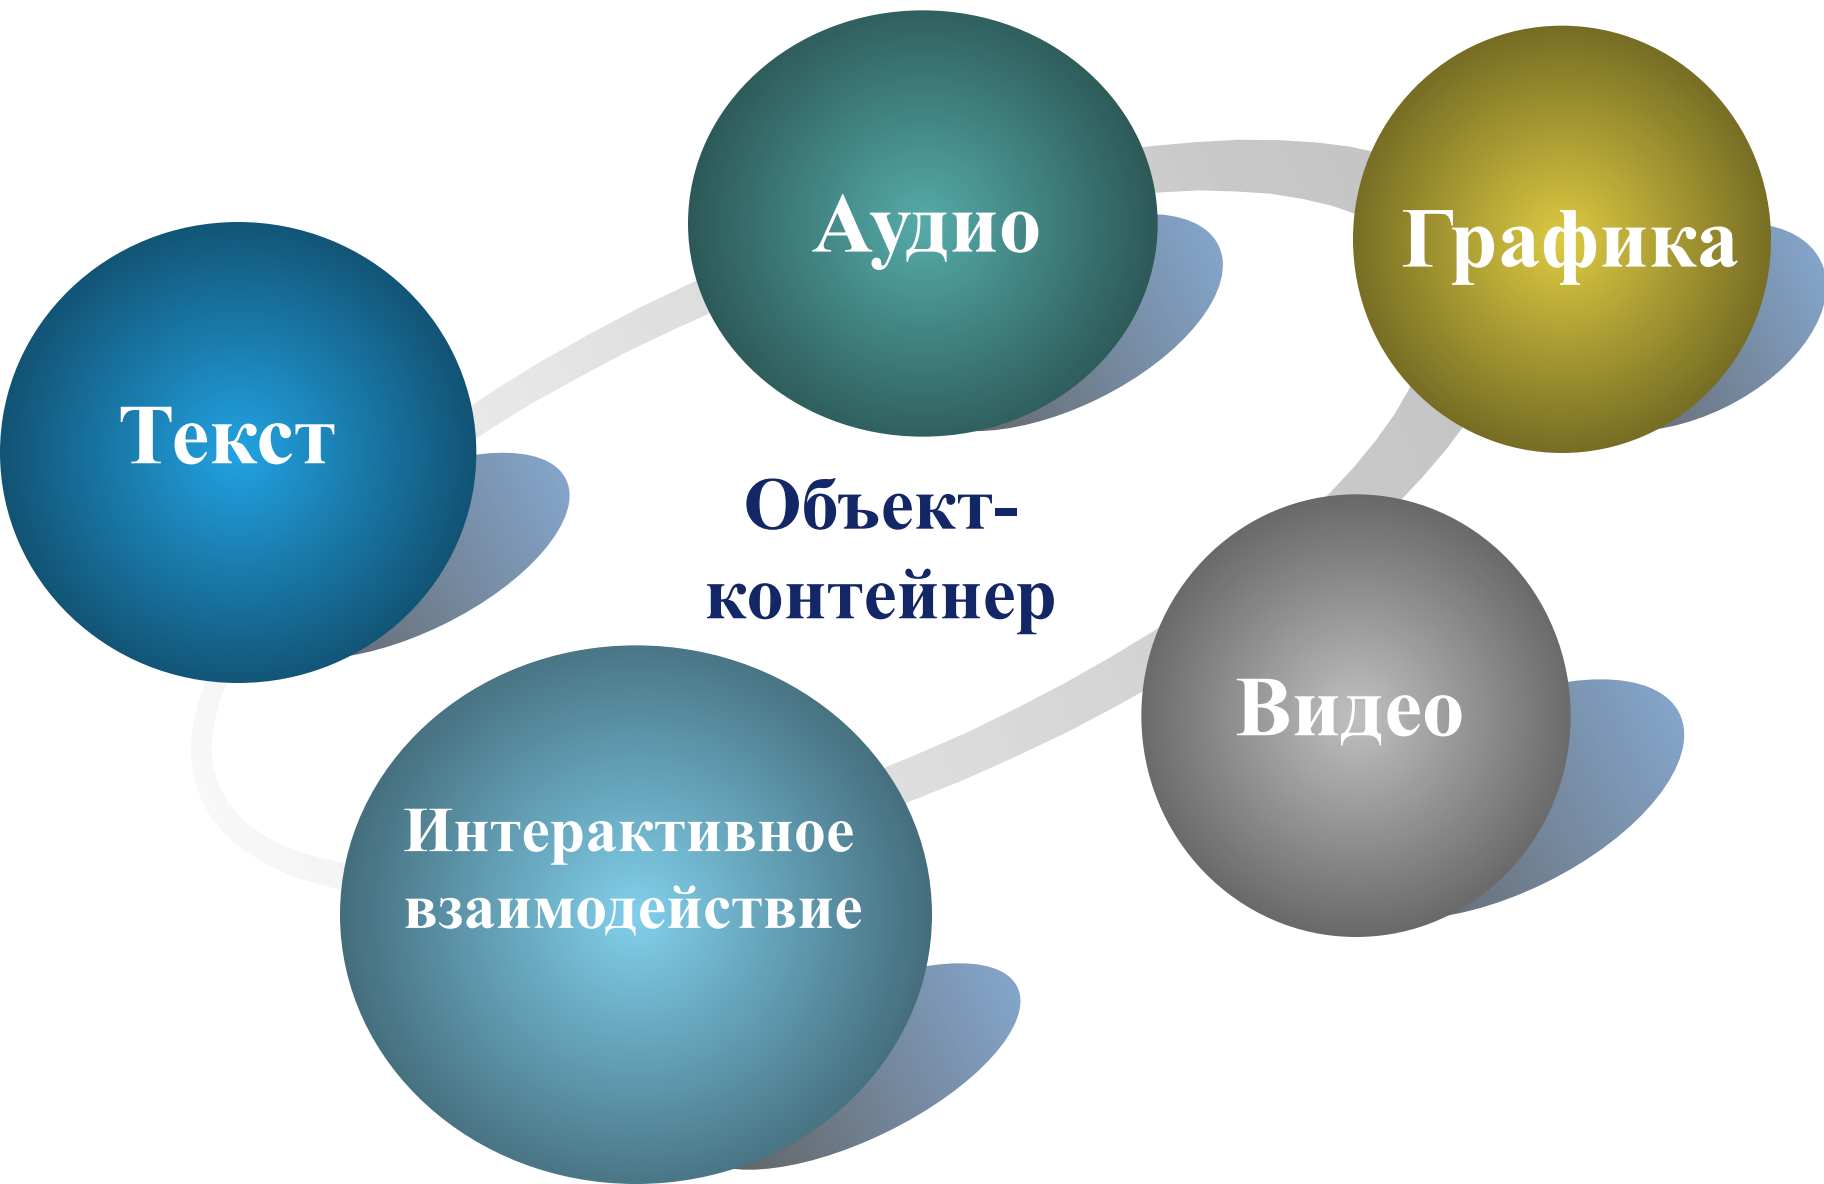 Аудио
Графика
Текст
Объект-
контейнер
Видео
Интерактивное
взаимодействие